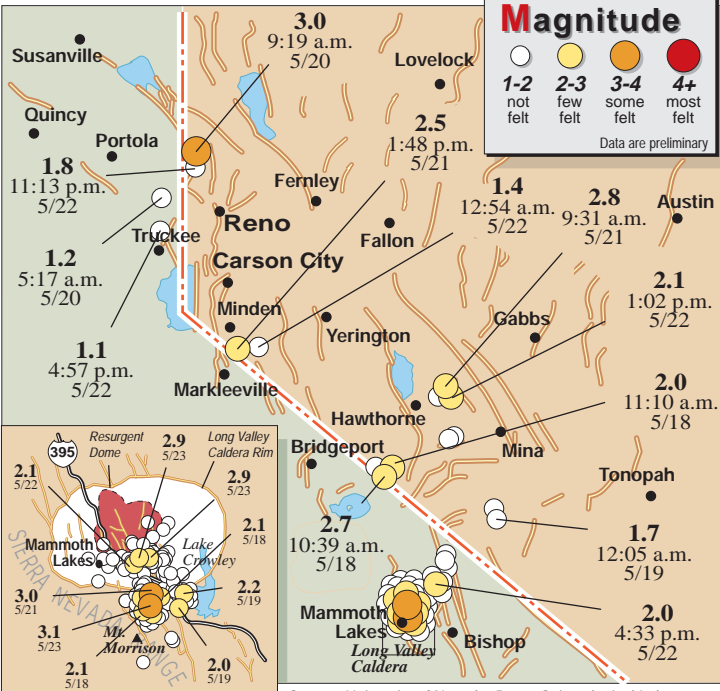 Magnitude
1-2
not
felt
2-3
few
felt
3-4
some
felt
4+
most
felt
Data are preliminary
Susanville
Quincy
Portola
3.0
9:19 a.m.
5/20
Lovelock
2.5
1:48 p.m.
5/21
1.8
11:13 p.m.
5/22
Fernley
1.4
12:54 a.m.
5/22
2.8
9:31 a.m.
5/21
Austin
Reno
Truckee
Fallon
1.2
5:17 a.m.
5/20
Carson City
2.1
1:02 p.m.
5/22
Minden
Yerington
Gabbs
1.1
4:57 p.m.
5/22
Markleeville
2.0
11:10 a.m.
5/18
Hawthorne
Bridgeport
Mina
Tonopah
2.7
10:39 a.m.
5/18
1.7
12:05 a.m.
5/19
2.0
4:33 p.m.
5/22
Mammoth
Lakes
Long Valley
Caldera
Bishop
395
Resurgent
Dome
2.9
5/23
Long Valley
Caldera Rim
2.1
5/22
2.9
5/23
2.1
5/18
Mammoth
Lakes
Lake
Crowley
SIERRA NEVADA RANGE
2.2
5/19
3.0
5/21
3.1
5/23
Mt.
Morrison
2.1
5/18
2.0
5/19